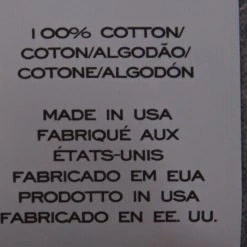 100% COTTON/
COTON/ALGODÃO/
COTONE/ALGODÓN
MADE IN USA
FABRIQUÉ AUX
ÉTATS-UNIS
FABRICADO EM EUA
PRODOTTO IN USA
FABRICADO EN EE. UU.